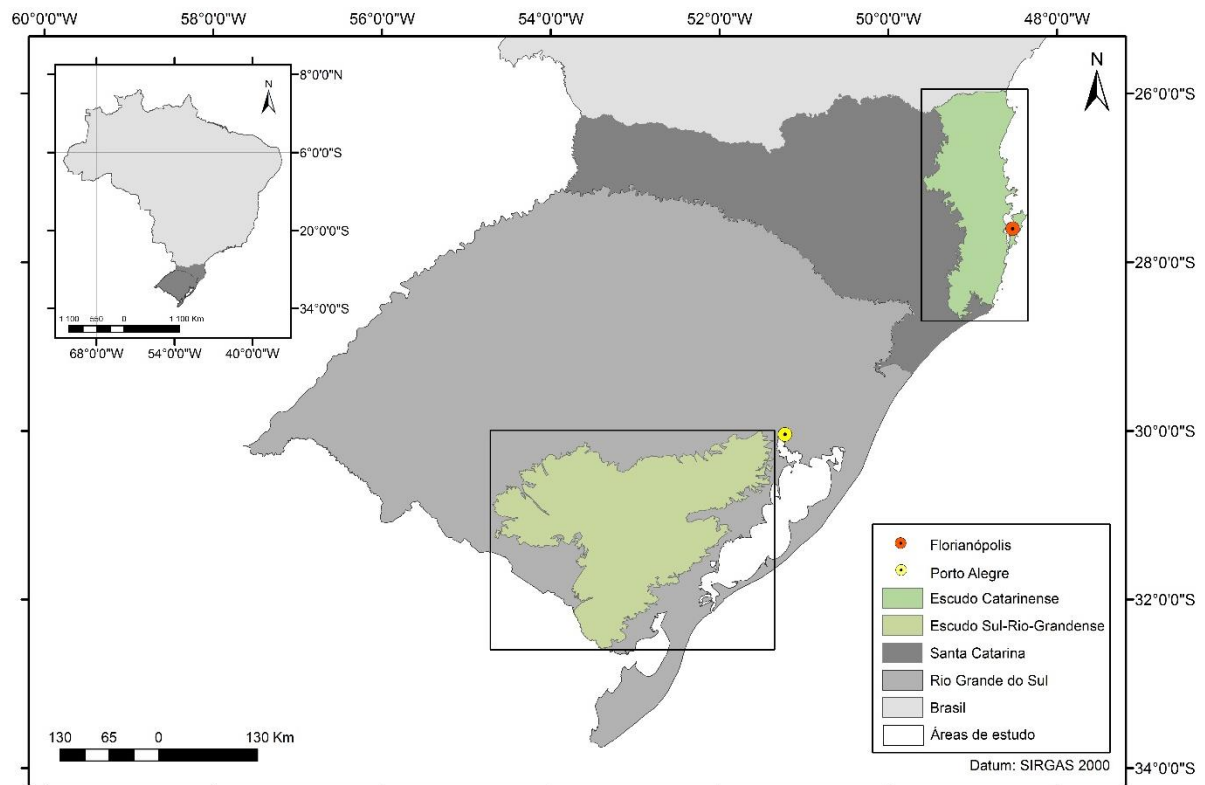 60°0'0"W 58°0'0"W 56°0'0"W 54°0'0"W 52°0'0"W 50°0'0"W 48°0'0"W
N
8°0'0"N
6°0'0"S
20°0'0"S
34°0'0"S
1 100 550 0 1 100 Km
68°0'0"W 54°0'0"W 40°0'0"W
N
26°0'0"S
28°0'0"S
30°0'0"S
32°0'0"S
34°0'0"S
Florianópolis
Porto Alegre
Escudo Catarinense
Escudo Sul-Rio-Grandense
Santa Catarina
Rio Grande do Sul
Brasil
Áreas de estudo
Datum: SIRGAS 2000
130 65 0 130 Km